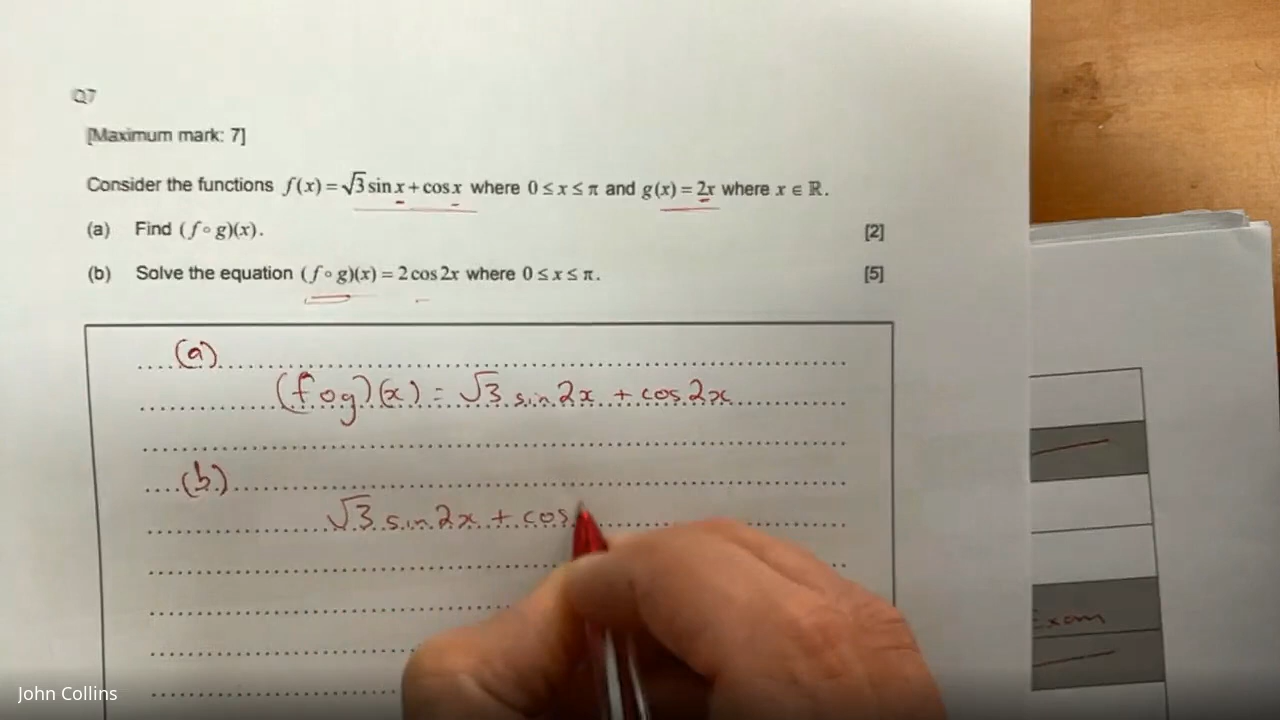 Q7
[Maximum mark: 7]
Consider the functions f(x) = √3 sin x + cos x where 0 ≤ x ≤ π and g(x) = 2x where x ∈ ℝ.
(a) Find (f ∘ g)(x). [2]
(b) Solve the equation (f ∘ g)(x) = 2 cos 2x where 0 ≤ x ≤ π. [5]
(a)
(f o g)(x) = √3 sin 2x + cos 2x
(b)
√3 sin 2x + cos
Exam
John Collins